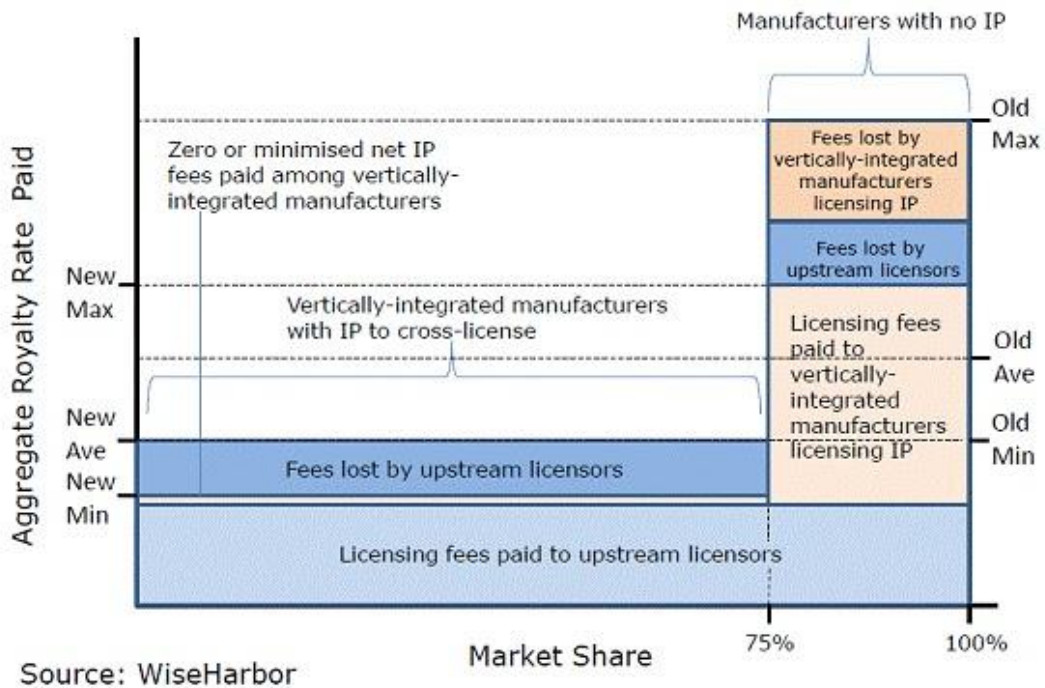 Manufacturers with no IP
Old
Max
Fees lost by
vertically-integrated
manufacturers
licensing IP
Zero or minimised net IP
fees paid among vertically-
integrated manufacturers
Fees lost by
upstream licensors
New
Max
Vertically-integrated manufacturers
with IP to cross-license
Licensing fees
paid to
vertically-
integrated
manufacturers
licensing IP
Old
Ave
Old
Min
New
Ave
New
Min
Fees lost by upstream licensors
Licensing fees paid to upstream licensors
Aggregate Royalty Rate Paid
75%
100%
Market Share
Source: WiseHarbor